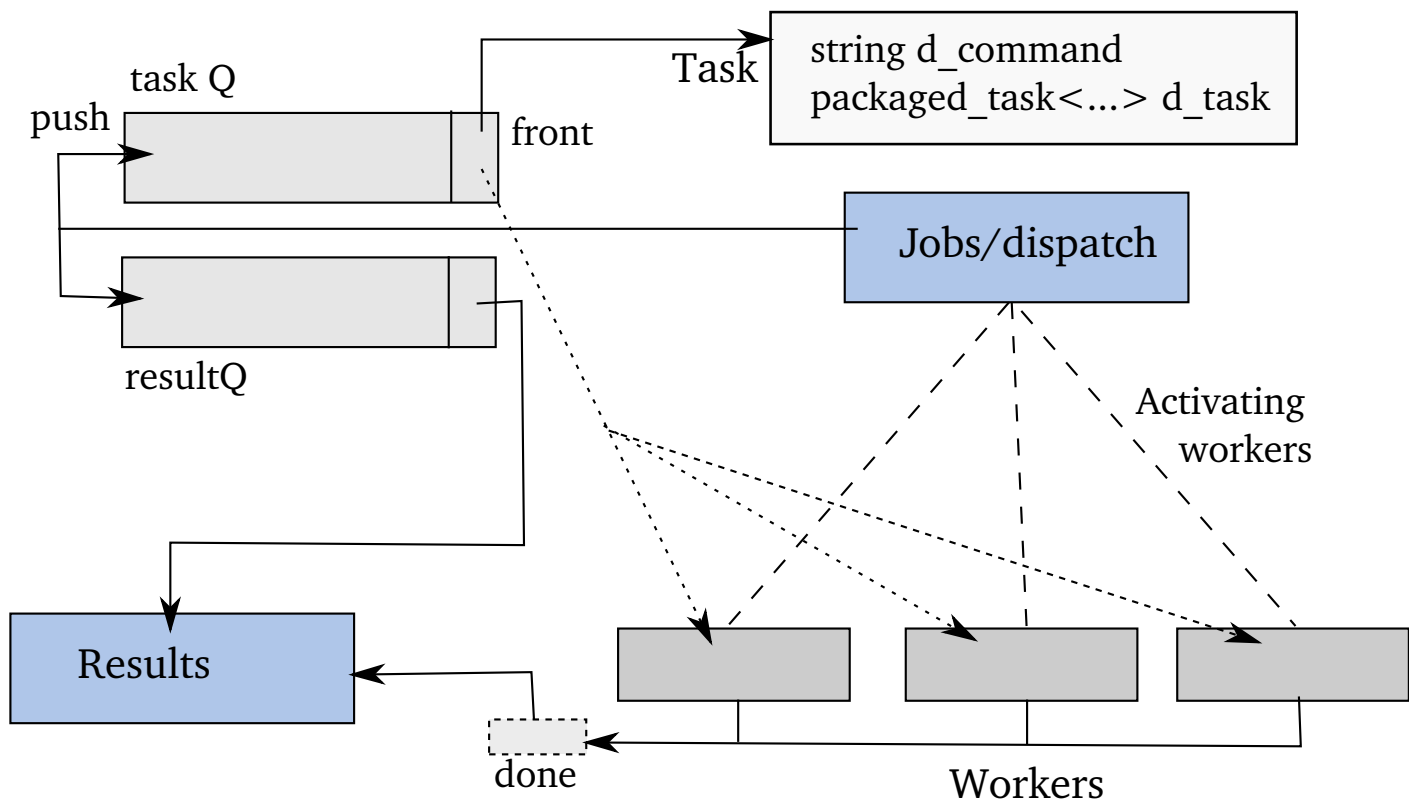 task Q
push
front
Task
string d_command
packaged_task<...> d_task
Jobs/dispatch
resultQ
Activating
workers
Results
done
Workers